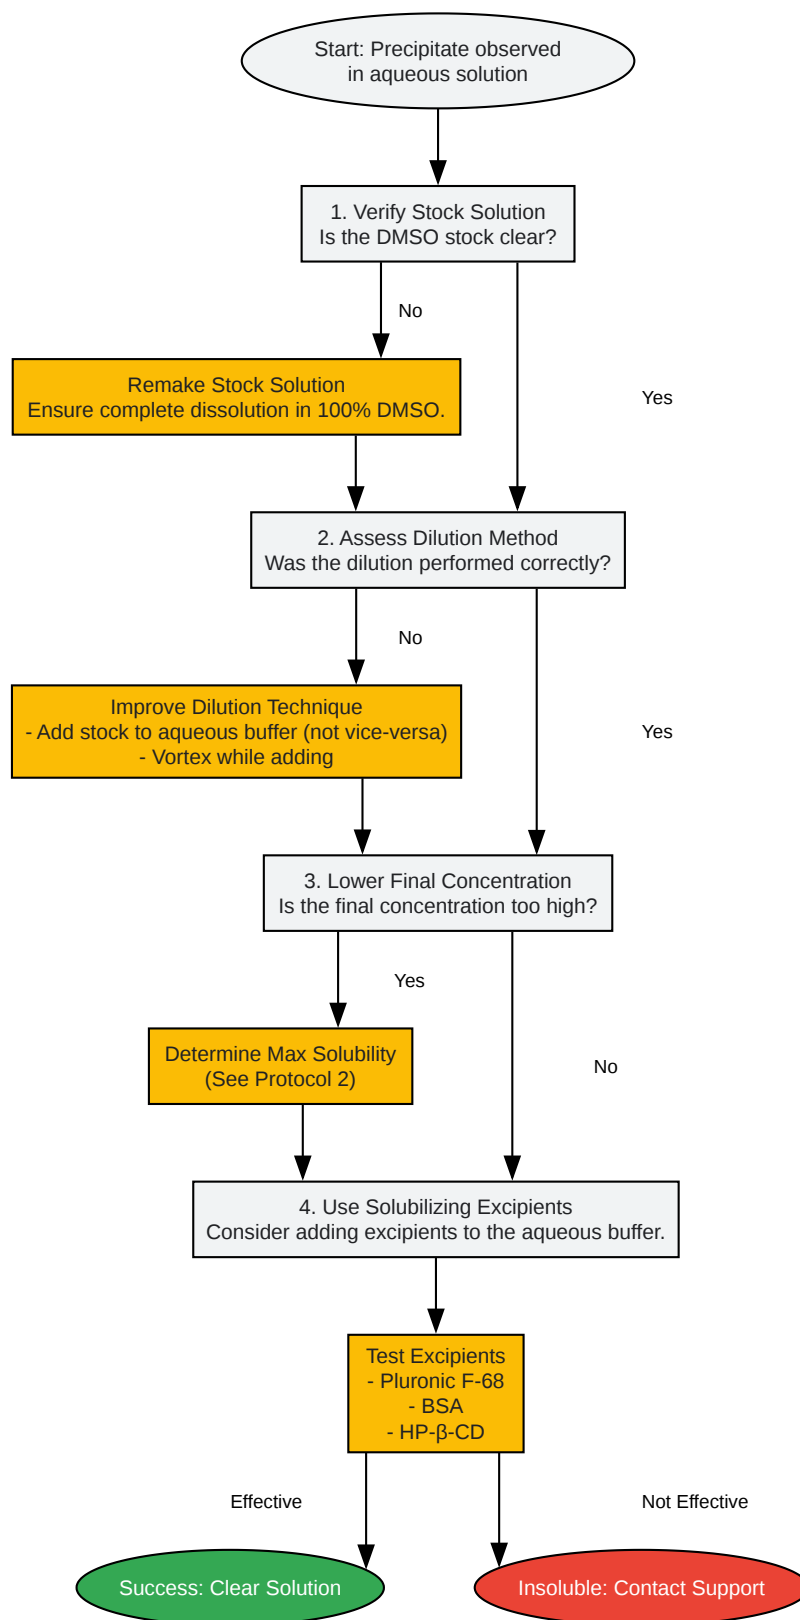 Start: Precipitate observed
in aqueous solution
1. Verify Stock Solution
Is the DMSO stock clear?
No
Remake Stock Solution
Ensure complete dissolution in 100% DMSO.
Yes
2. Assess Dilution Method
Was the dilution performed correctly?
No
Improve Dilution Technique
- Add stock to aqueous buffer (not vice-versa)
- Vortex while adding
Yes
3. Lower Final Concentration
Is the final concentration too high?
Yes
Determine Max Solubility
(See Protocol 2)
No
4. Use Solubilizing Excipients
Consider adding excipients to the aqueous buffer.
Test Excipients
- Pluronic F-68
- BSA
- HP-β-CD
Effective
Not Effective
Success: Clear Solution
Insoluble: Contact Support